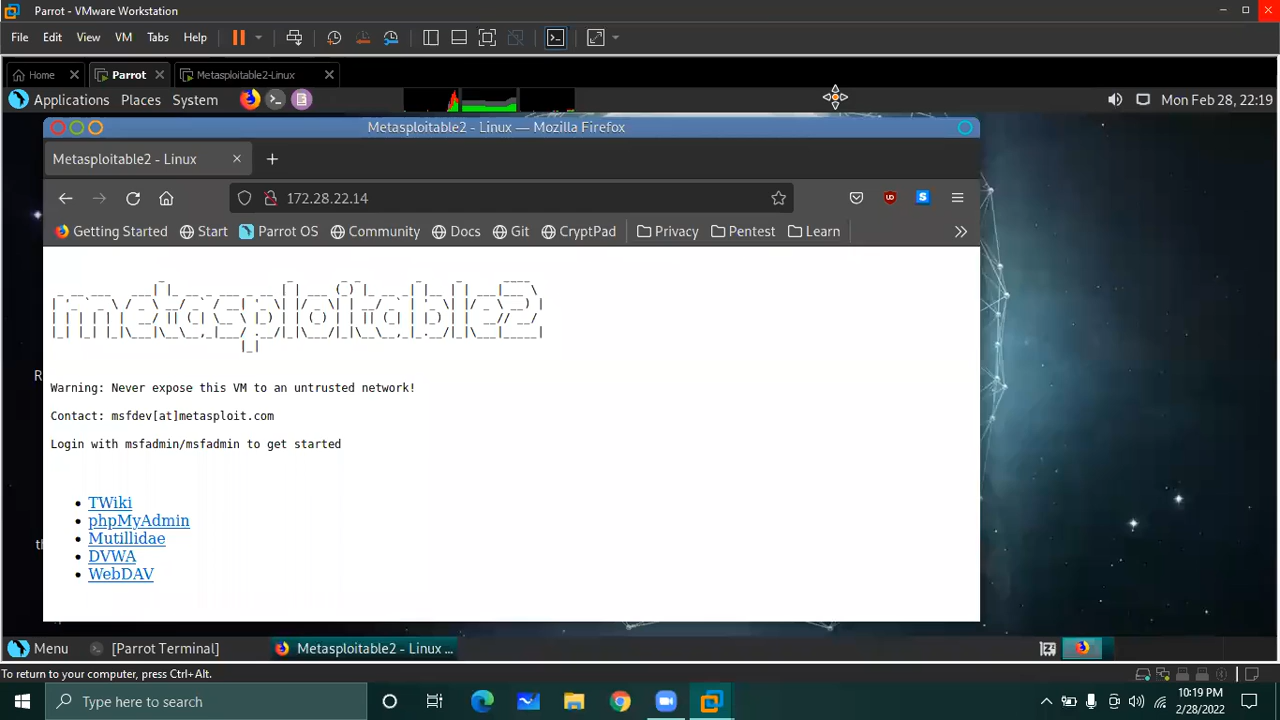 Parrot - VMware Workstation
File Edit View VM Tabs Help
Home Parrot Metasploitable2-Linux
Applications Places System Mon Feb 28, 22:19
Metasploitable2 - Linux — Mozilla Firefox
Metasploitable2 - Linux
172.28.22.14
Getting Started Start Parrot OS Community Docs Git CryptPad Privacy Pentest Learn
metasploitable2
Warning: Never expose this VM to an untrusted network!
Contact: msfdev[at]metasploit.com
Login with msfadmin/msfadmin to get started
TWiki
phpMyAdmin
Mutillidae
DVWA
WebDAV
Menu [Parrot Terminal] Metasploitable2 - Linux ...
To return to your computer, press Ctrl+Alt.
Type here to search
10:19 PM
2/28/2022